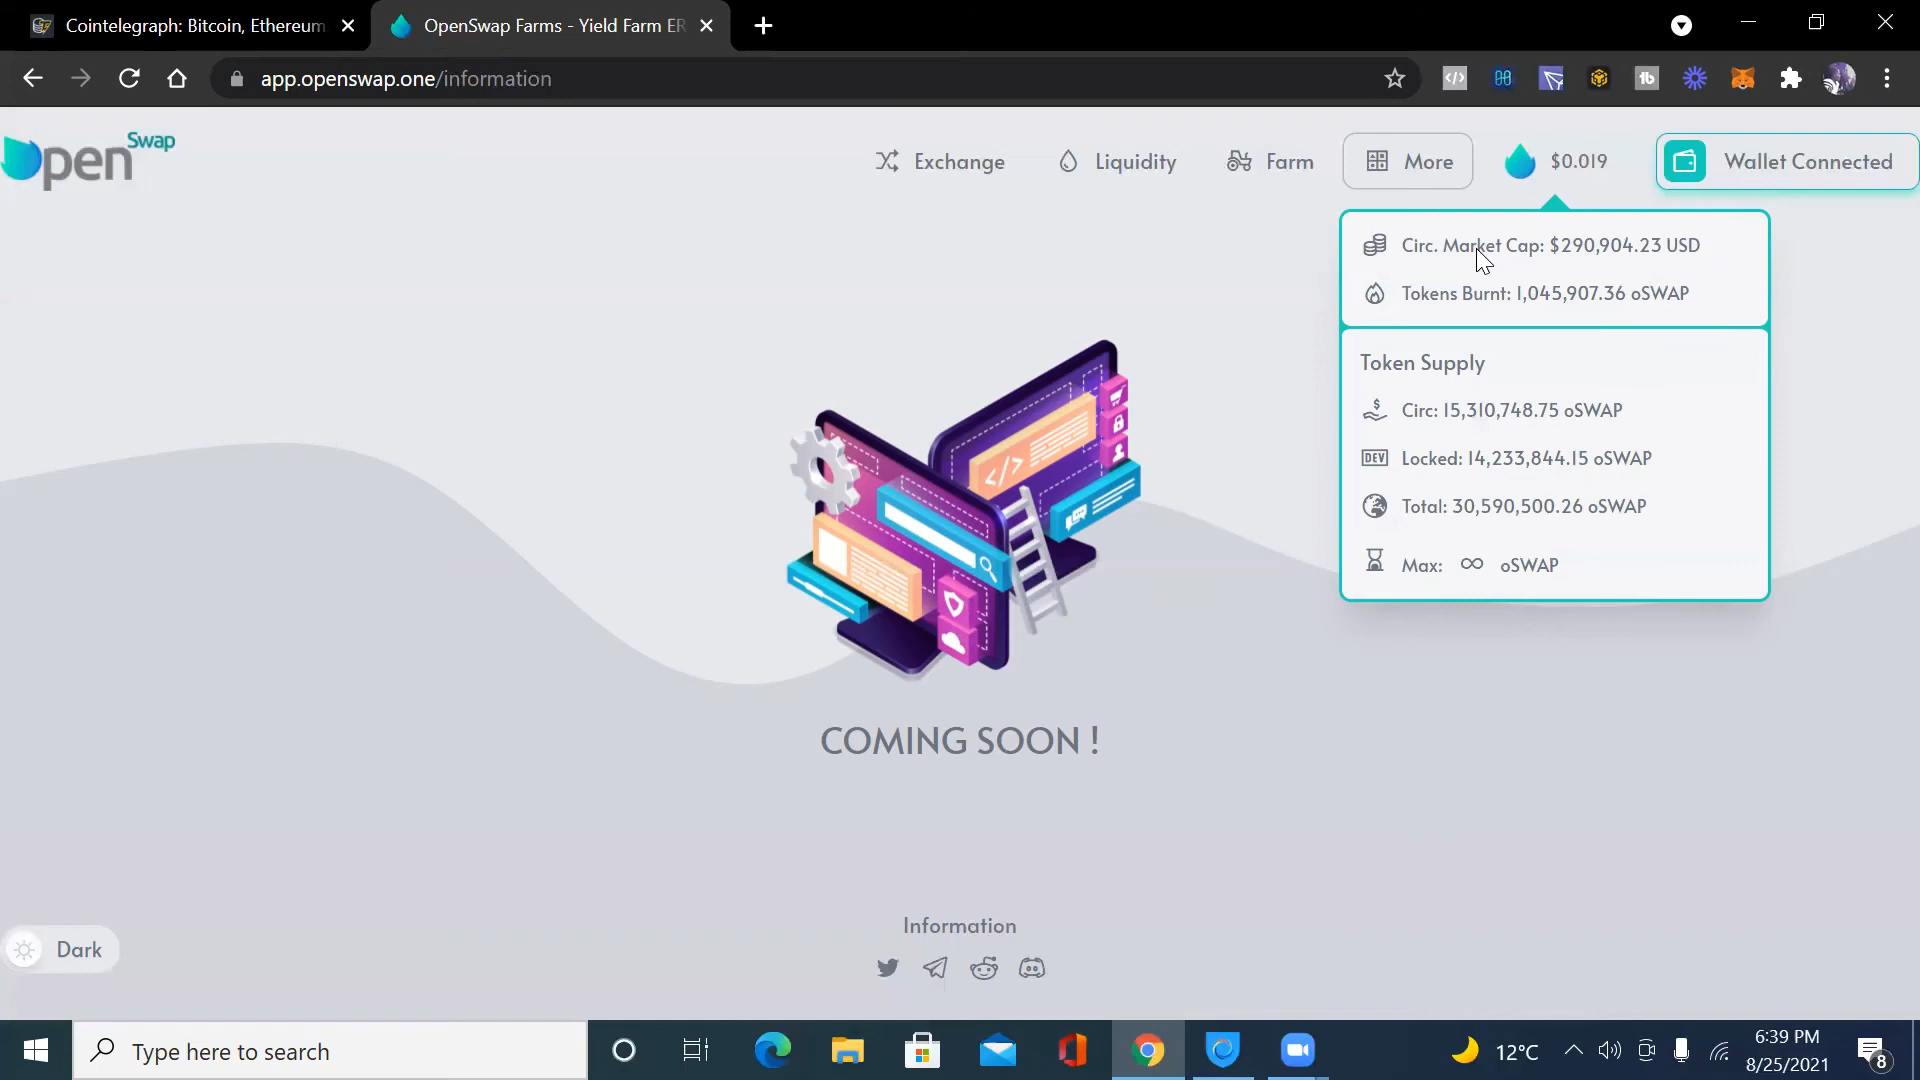 Cointelegraph: Bitcoin, Ethereum
OpenSwap Farms - Yield Farm ER
app.openswap.one/information
Open Swap
Exchange
Liquidity
Farm
More
$0.019
Wallet Connected
Circ. Market Cap: $290,904.23 USD
Tokens Burnt: 1,045,907.36 oSWAP
Token Supply
Circ: 15,310,748.75 oSWAP
DEV
Locked: 14,233,844.15 oSWAP
Total: 30,590,500.26 oSWAP
Max: ∞ oSWAP
</>
COMING SOON !
Information
Dark
Type here to search
12°C
6:39 PM
8/25/2021
8